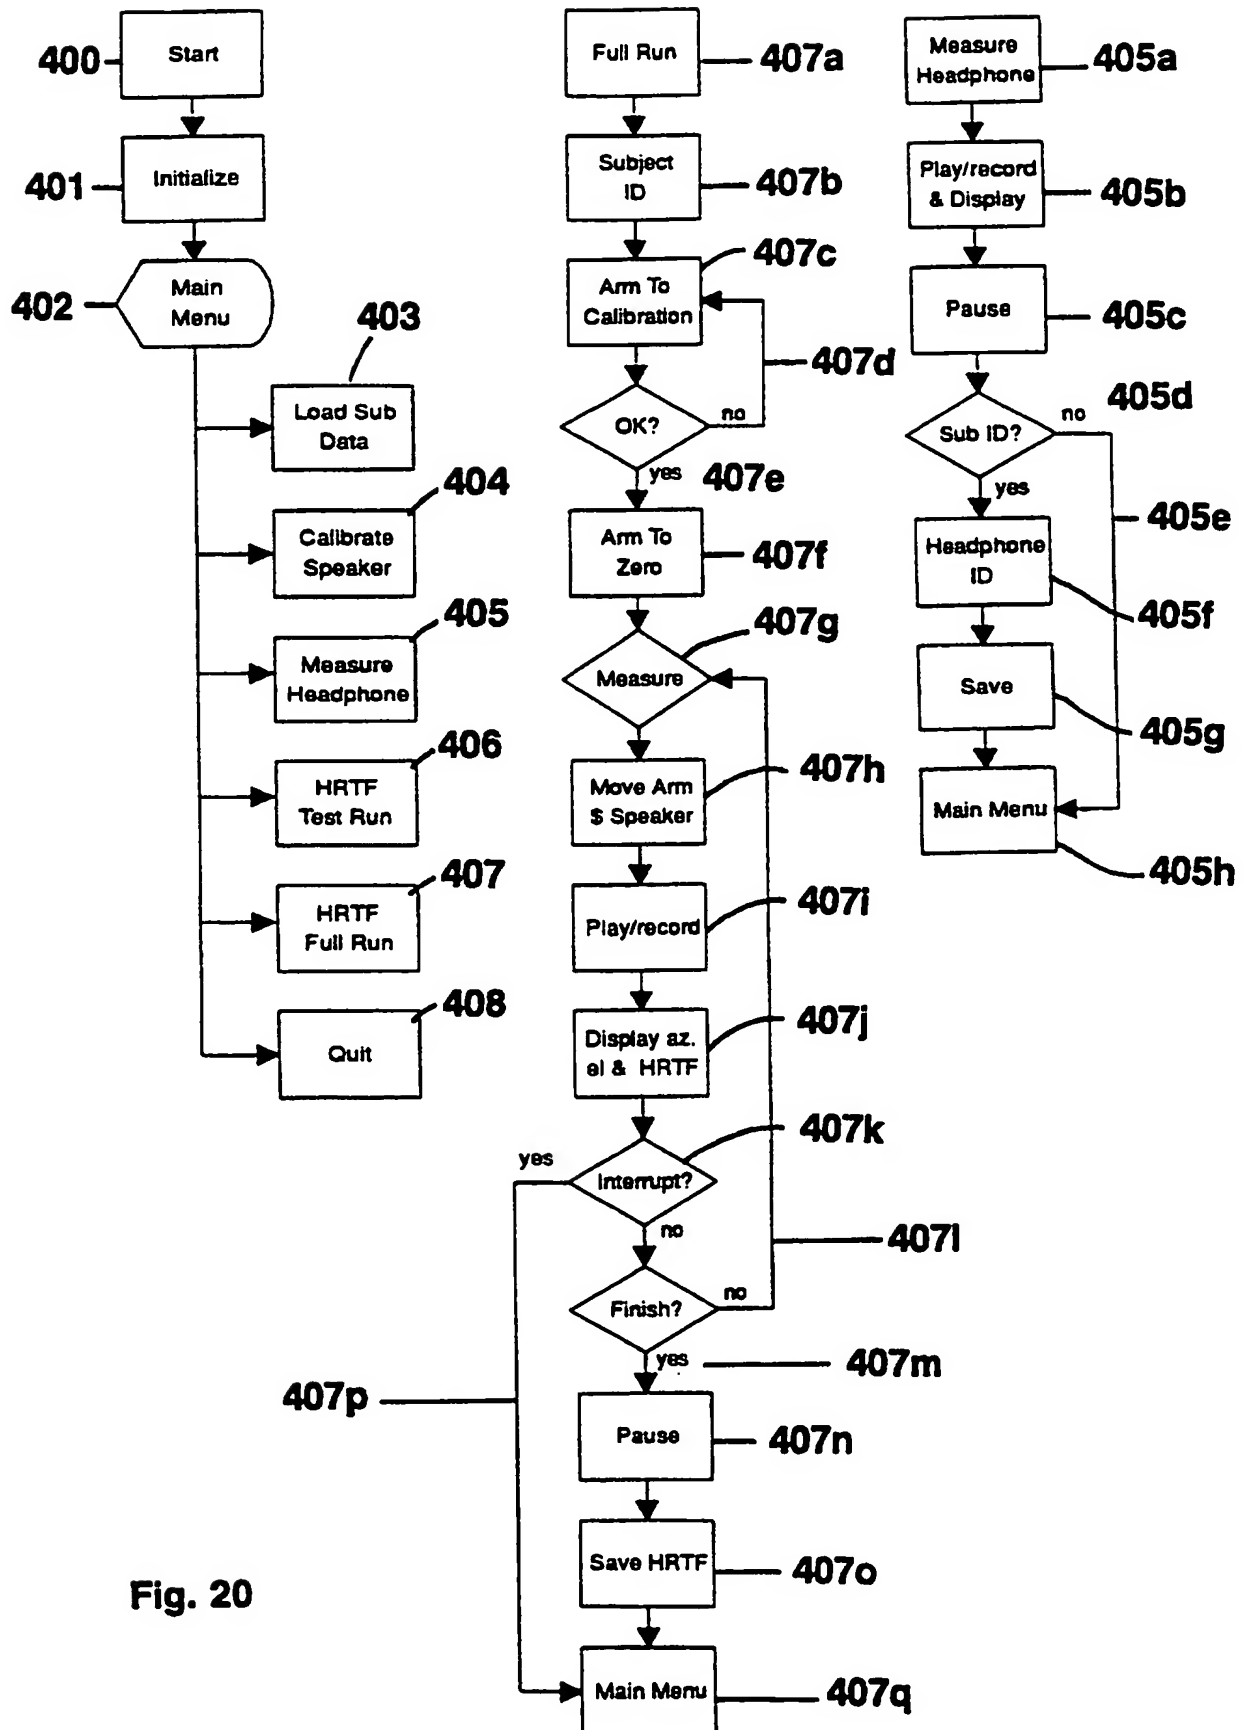 400
Start
401
Initialize
402
Main
Menu
403
Load Sub
Data
404
Calibrate
Speaker
405
Measure
Headphone
406
HRTF
Test Run
407
HRTF
Full Run
408
Quit
Full Run
407a
Subject
ID
407b
407c
Arm To
Calibration
407d
OK?
no
yes
407e
Arm To
Zero
407f
407g
Measure
Move Arm
$ Speaker
407h
Play/record
407i
Display az.
el & HRTF
407j
407k
Interrupt?
yes
no
407l
Finish?
no
yes
407m
407p
Pause
407n
Save HRTF
407o
Main Menu
407q
Measure
Headphone
405a
Play/record
& Display
405b
Pause
405c
405d
Sub ID?
no
yes
405e
Headphone
ID
405f
Save
405g
Main Menu
405h
Fig. 20